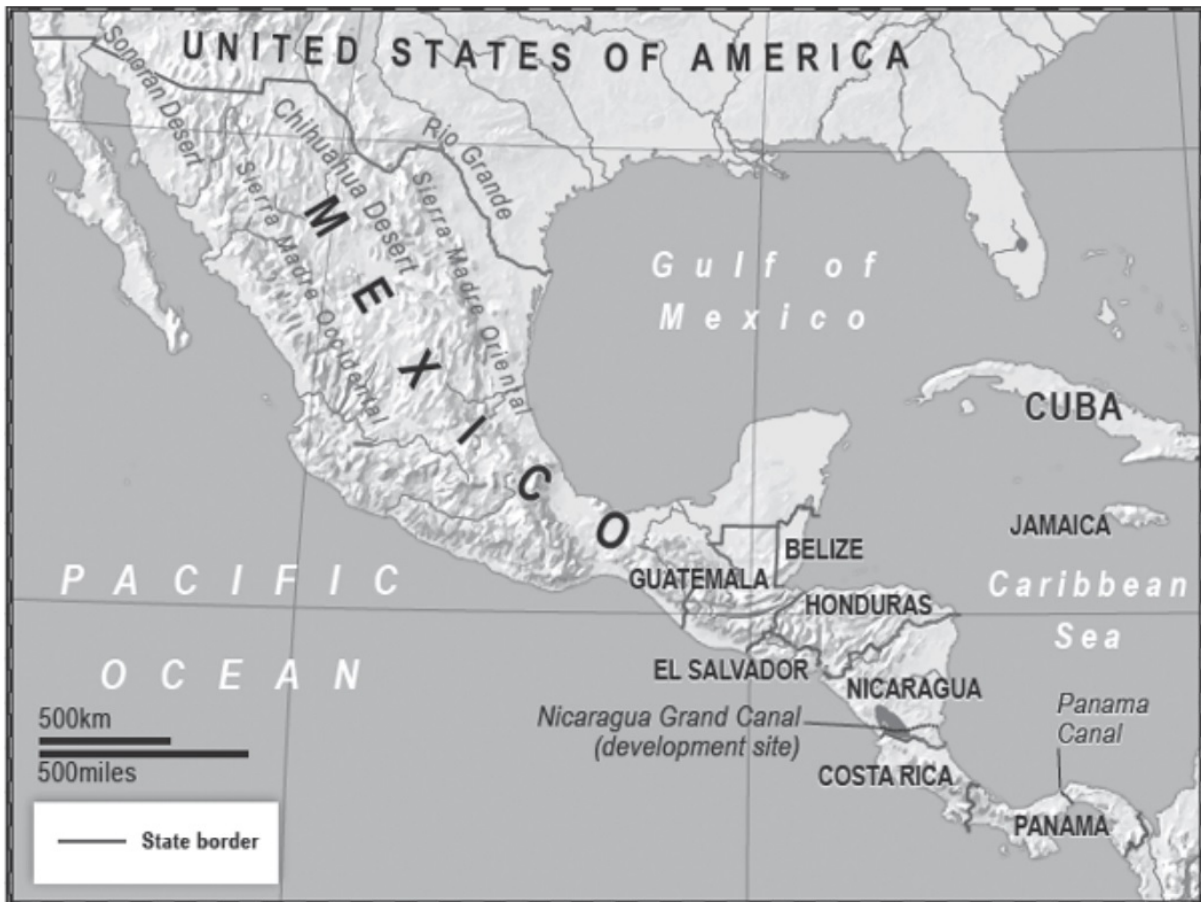 UNITED STATES OF AMERICA
Sonoran Desert
Chihuahua Desert
Rio Grande
Sierra Madre Occidental
Sierra Madre Oriental
MEXICO
Gulf of
Mexico
CUBA
JAMAICA
BELIZE
GUATEMALA
HONDURAS
Caribbean
Sea
PACIFIC
OCEAN
EL SALVADOR
NICARAGUA
Nicaragua Grand Canal
(development site)
Panama
Canal
COSTA RICA
PANAMA
500km
500miles
State border